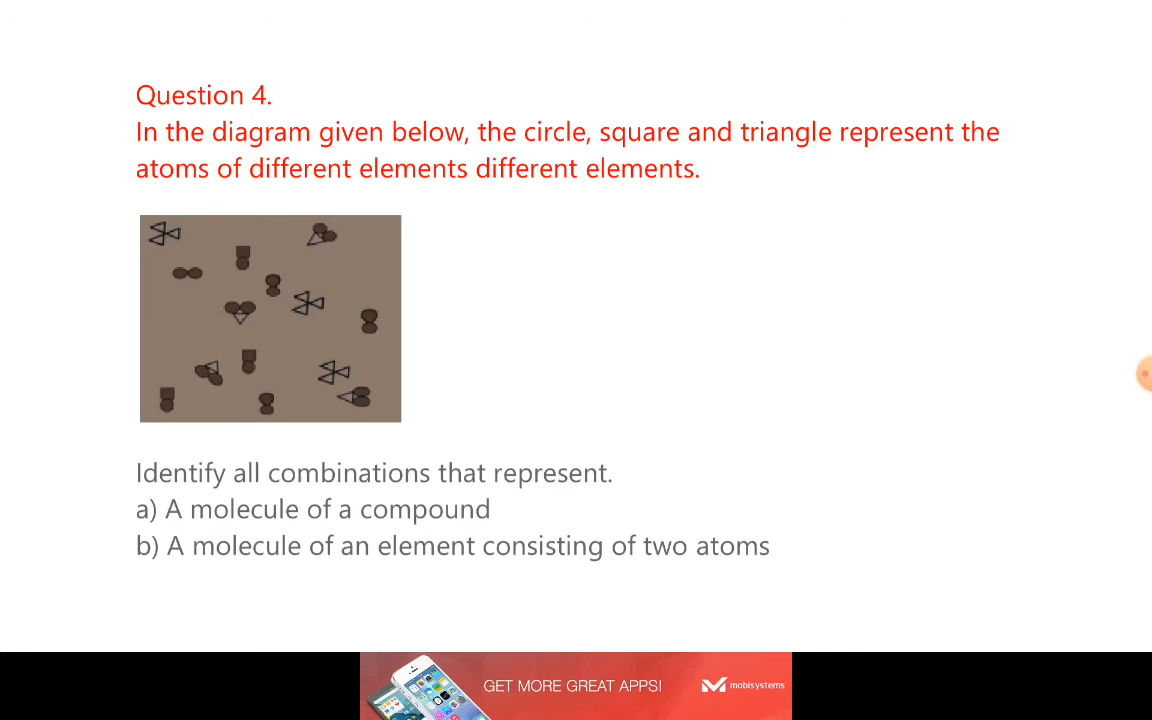 Question 4.
In the diagram given below, the circle, square and triangle represent the
atoms of different elements different elements.
Identify all combinations that represent.
a) A molecule of a compound
b) A molecule of an element consisting of two atoms
GET MORE GREAT APPS!
mobisystems